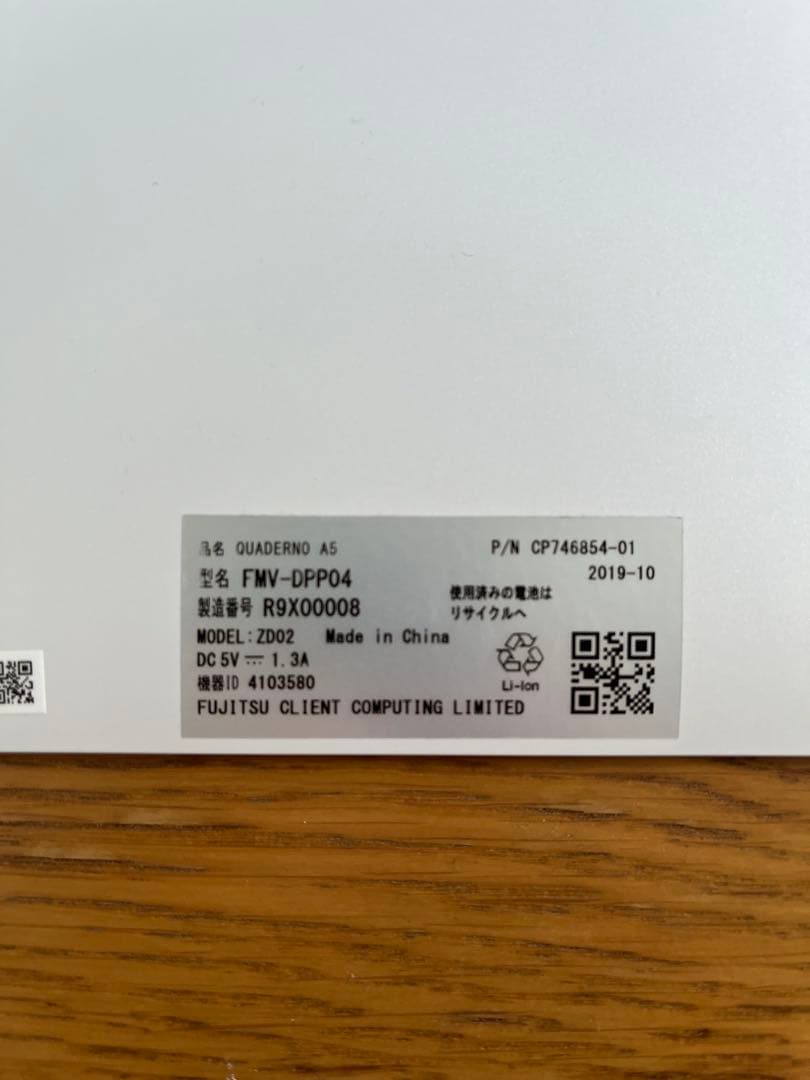 品名 QUADERNO A5
P/N CP746854-01
2019-10
型名 FMV-DPP04
使用済みの電池は
リサイクルへ
製造番号 R9X00008
MODEL:ZD02 Made in China
DC 5V ⎓ 1.3A
機器ID 4103580
Li-ion
FUJITSU CLIENT COMPUTING LIMITED